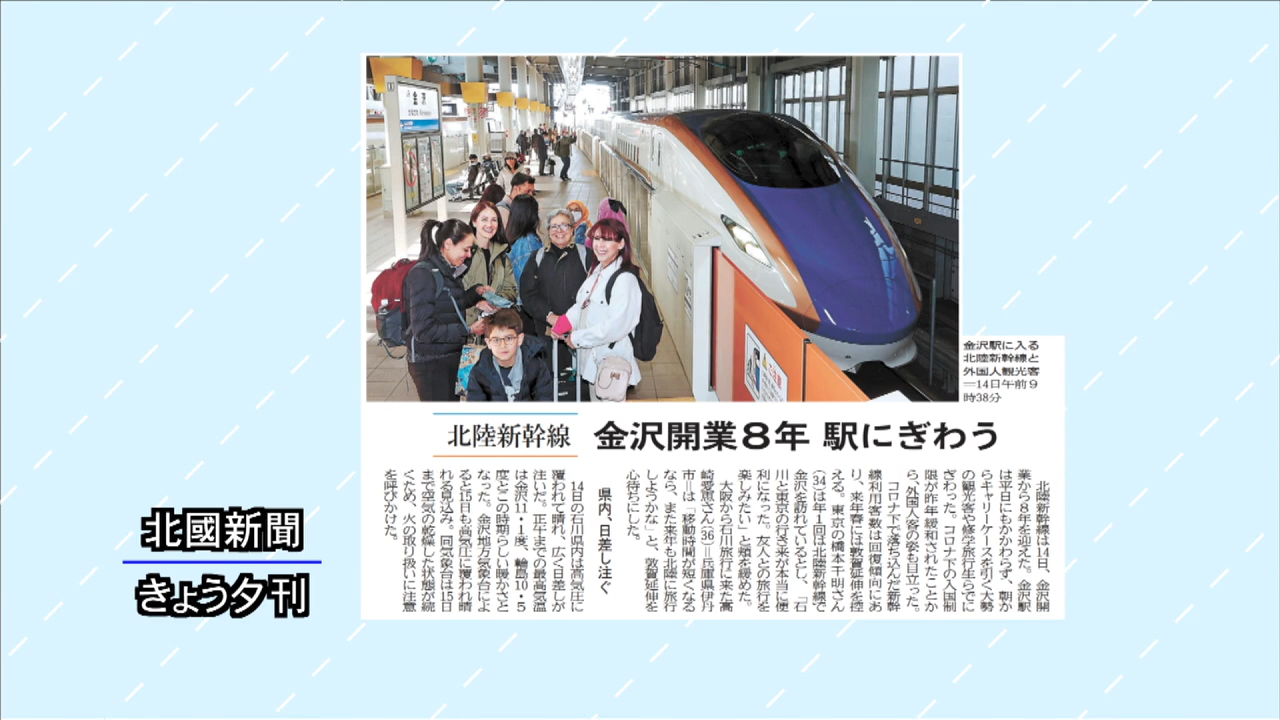 金沢
金沢駅に入る
北陸新幹線と
外国人観光客
＝14日午前９
時38分
北陸新幹線
金沢開業８年 駅にぎわう
北陸新幹線は14日、金沢開
業から８年を迎えた。金沢駅
は平日にもかかわらず、朝か
らキャリーケースを引く大勢
の観光客や修学旅行生らでに
ぎわった。コロナ下の入国制
限が昨年緩和されたことか
ら、外国人客の姿も目立った。
コロナ下で落ち込んだ新幹
線利用客数は回復傾向にあ
り、来年春には敦賀延伸を控
える。東京の橋本千明さん
（34）は年１回は北陸新幹線で
金沢を訪れているとし、「石
川と東京の行き来が本当に便
利になった。友人との旅行を
楽しみたい」と頬を緩めた。
大阪から石川旅行に来た高
崎愛恵さん（36）＝兵庫県伊丹
市＝は「移動時間が短くなる
なら、また来年も北陸に旅行
しようかな」と、敦賀延伸を
心待ちにした。
県内、日差し注ぐ
14日の石川県内は高気圧に
覆われて晴れ、広く日差しが
注いだ。正午までの最高気温
は金沢11・１度、輪島10・５
度とこの時期らしい暖かさと
なった。金沢地方気象台によ
ると15日も高気圧に覆われ晴
れる見込み。同気象台は15日
まで空気の乾燥した状態が続
くため、火の取り扱いに注意
を呼びかけた。
北國新聞
きょう夕刊